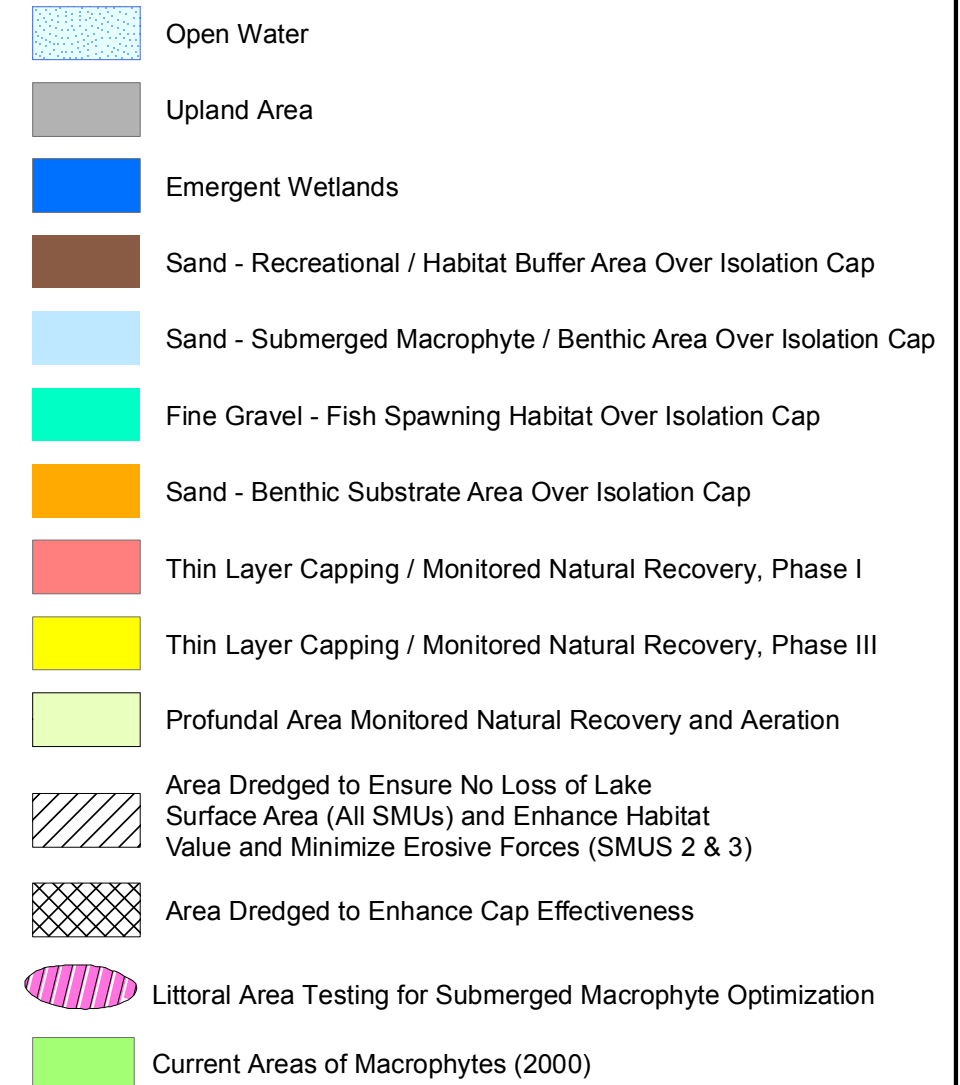 Open Water
Upland Area
Emergent Wetlands
Sand - Recreational / Habitat Buffer Area Over Isolation Cap
Sand - Submerged Macrophyte / Benthic Area Over Isolation Cap
Fine Gravel - Fish Spawning Habitat Over Isolation Cap
Sand - Benthic Substrate Area Over Isolation Cap
Thin Layer Capping / Monitored Natural Recovery, Phase I
Thin Layer Capping / Monitored Natural Recovery, Phase III
Profundal Area Monitored Natural Recovery and Aeration
Area Dredged to Ensure No Loss of Lake
Surface Area (All SMUs) and Enhance Habitat
Value and Minimize Erosive Forces (SMUS 2 & 3)
Area Dredged to Enhance Cap Effectiveness
Littoral Area Testing for Submerged Macrophyte Optimization
Current Areas of Macrophytes (2000)